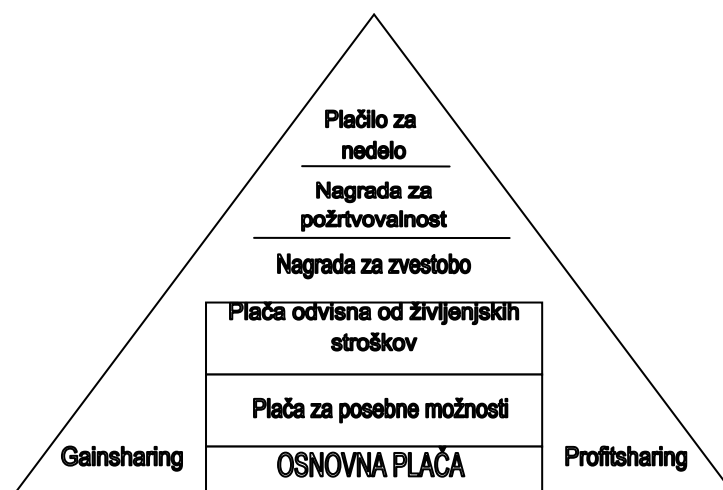 Plačilo za
nedelo
Nagrada za
požrtvovalnost
Nagrada za zvestobo
Plača odvisna od življenjskih
stroškov
Plača za posebne možnosti
Gainsharing
OSNOVNA PLAČA
Profitsharing